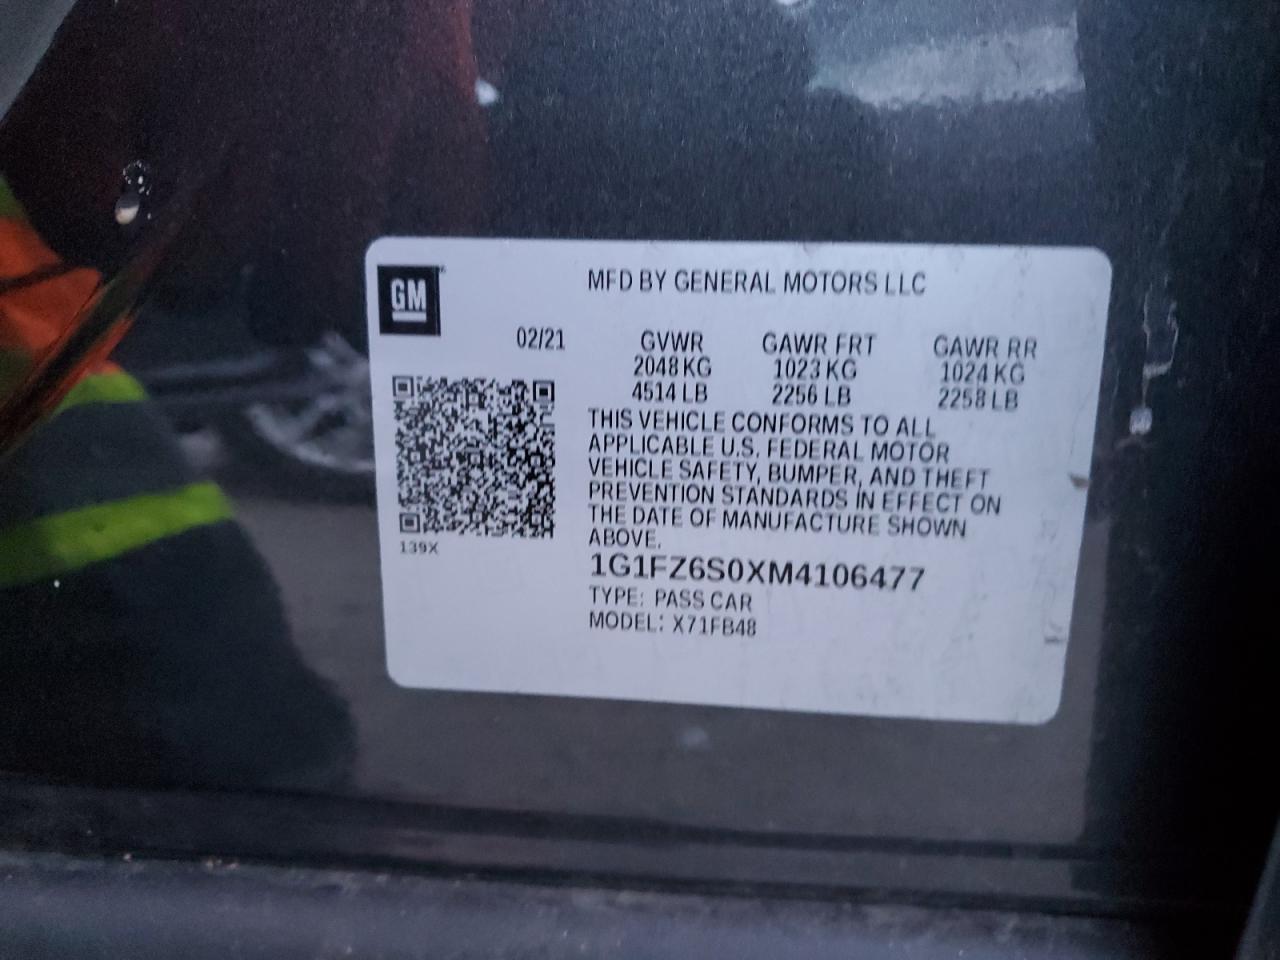 GM
MFD BY GENERAL MOTORS LLC
02/21 GVWR GAWR FRT GAWR RR
2048 KG 1023 KG 1024 KG
4514 LB 2256 LB 2258 LB
THIS VEHICLE CONFORMS TO ALL
APPLICABLE U.S. FEDERAL MOTOR
VEHICLE SAFETY, BUMPER, AND THEFT
PREVENTION STANDARDS IN EFFECT ON
THE DATE OF MANUFACTURE SHOWN
ABOVE.
139X
1G1FZ6S0XM4106477
TYPE: PASS CAR
MODEL: X71FB48